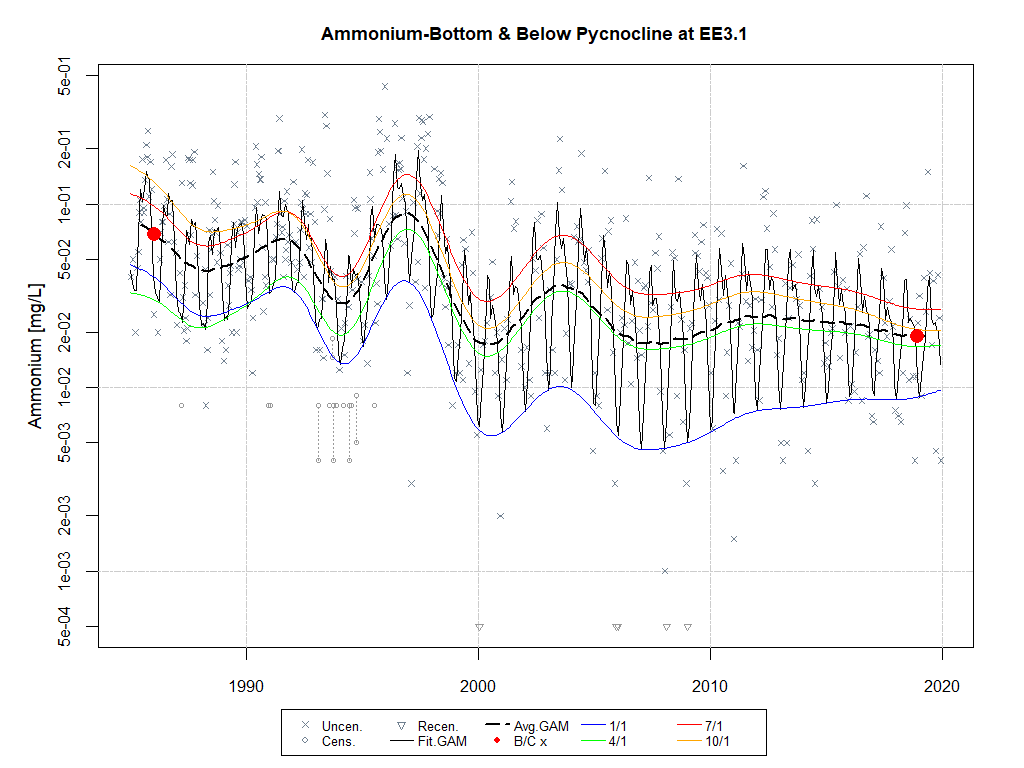 Ammonium-Bottom & Below Pycnocline at EE3.1
Ammonium [mg/L]
5e-01
2e-01
1e-01
5e-02
2e-02
1e-02
5e-03
2e-03
1e-03
5e-04
1990 2000 2010 2020
Uncen. Recen. Avg.GAM 1/1 7/1
Cens. Fit.GAM B/C x 4/1 10/1